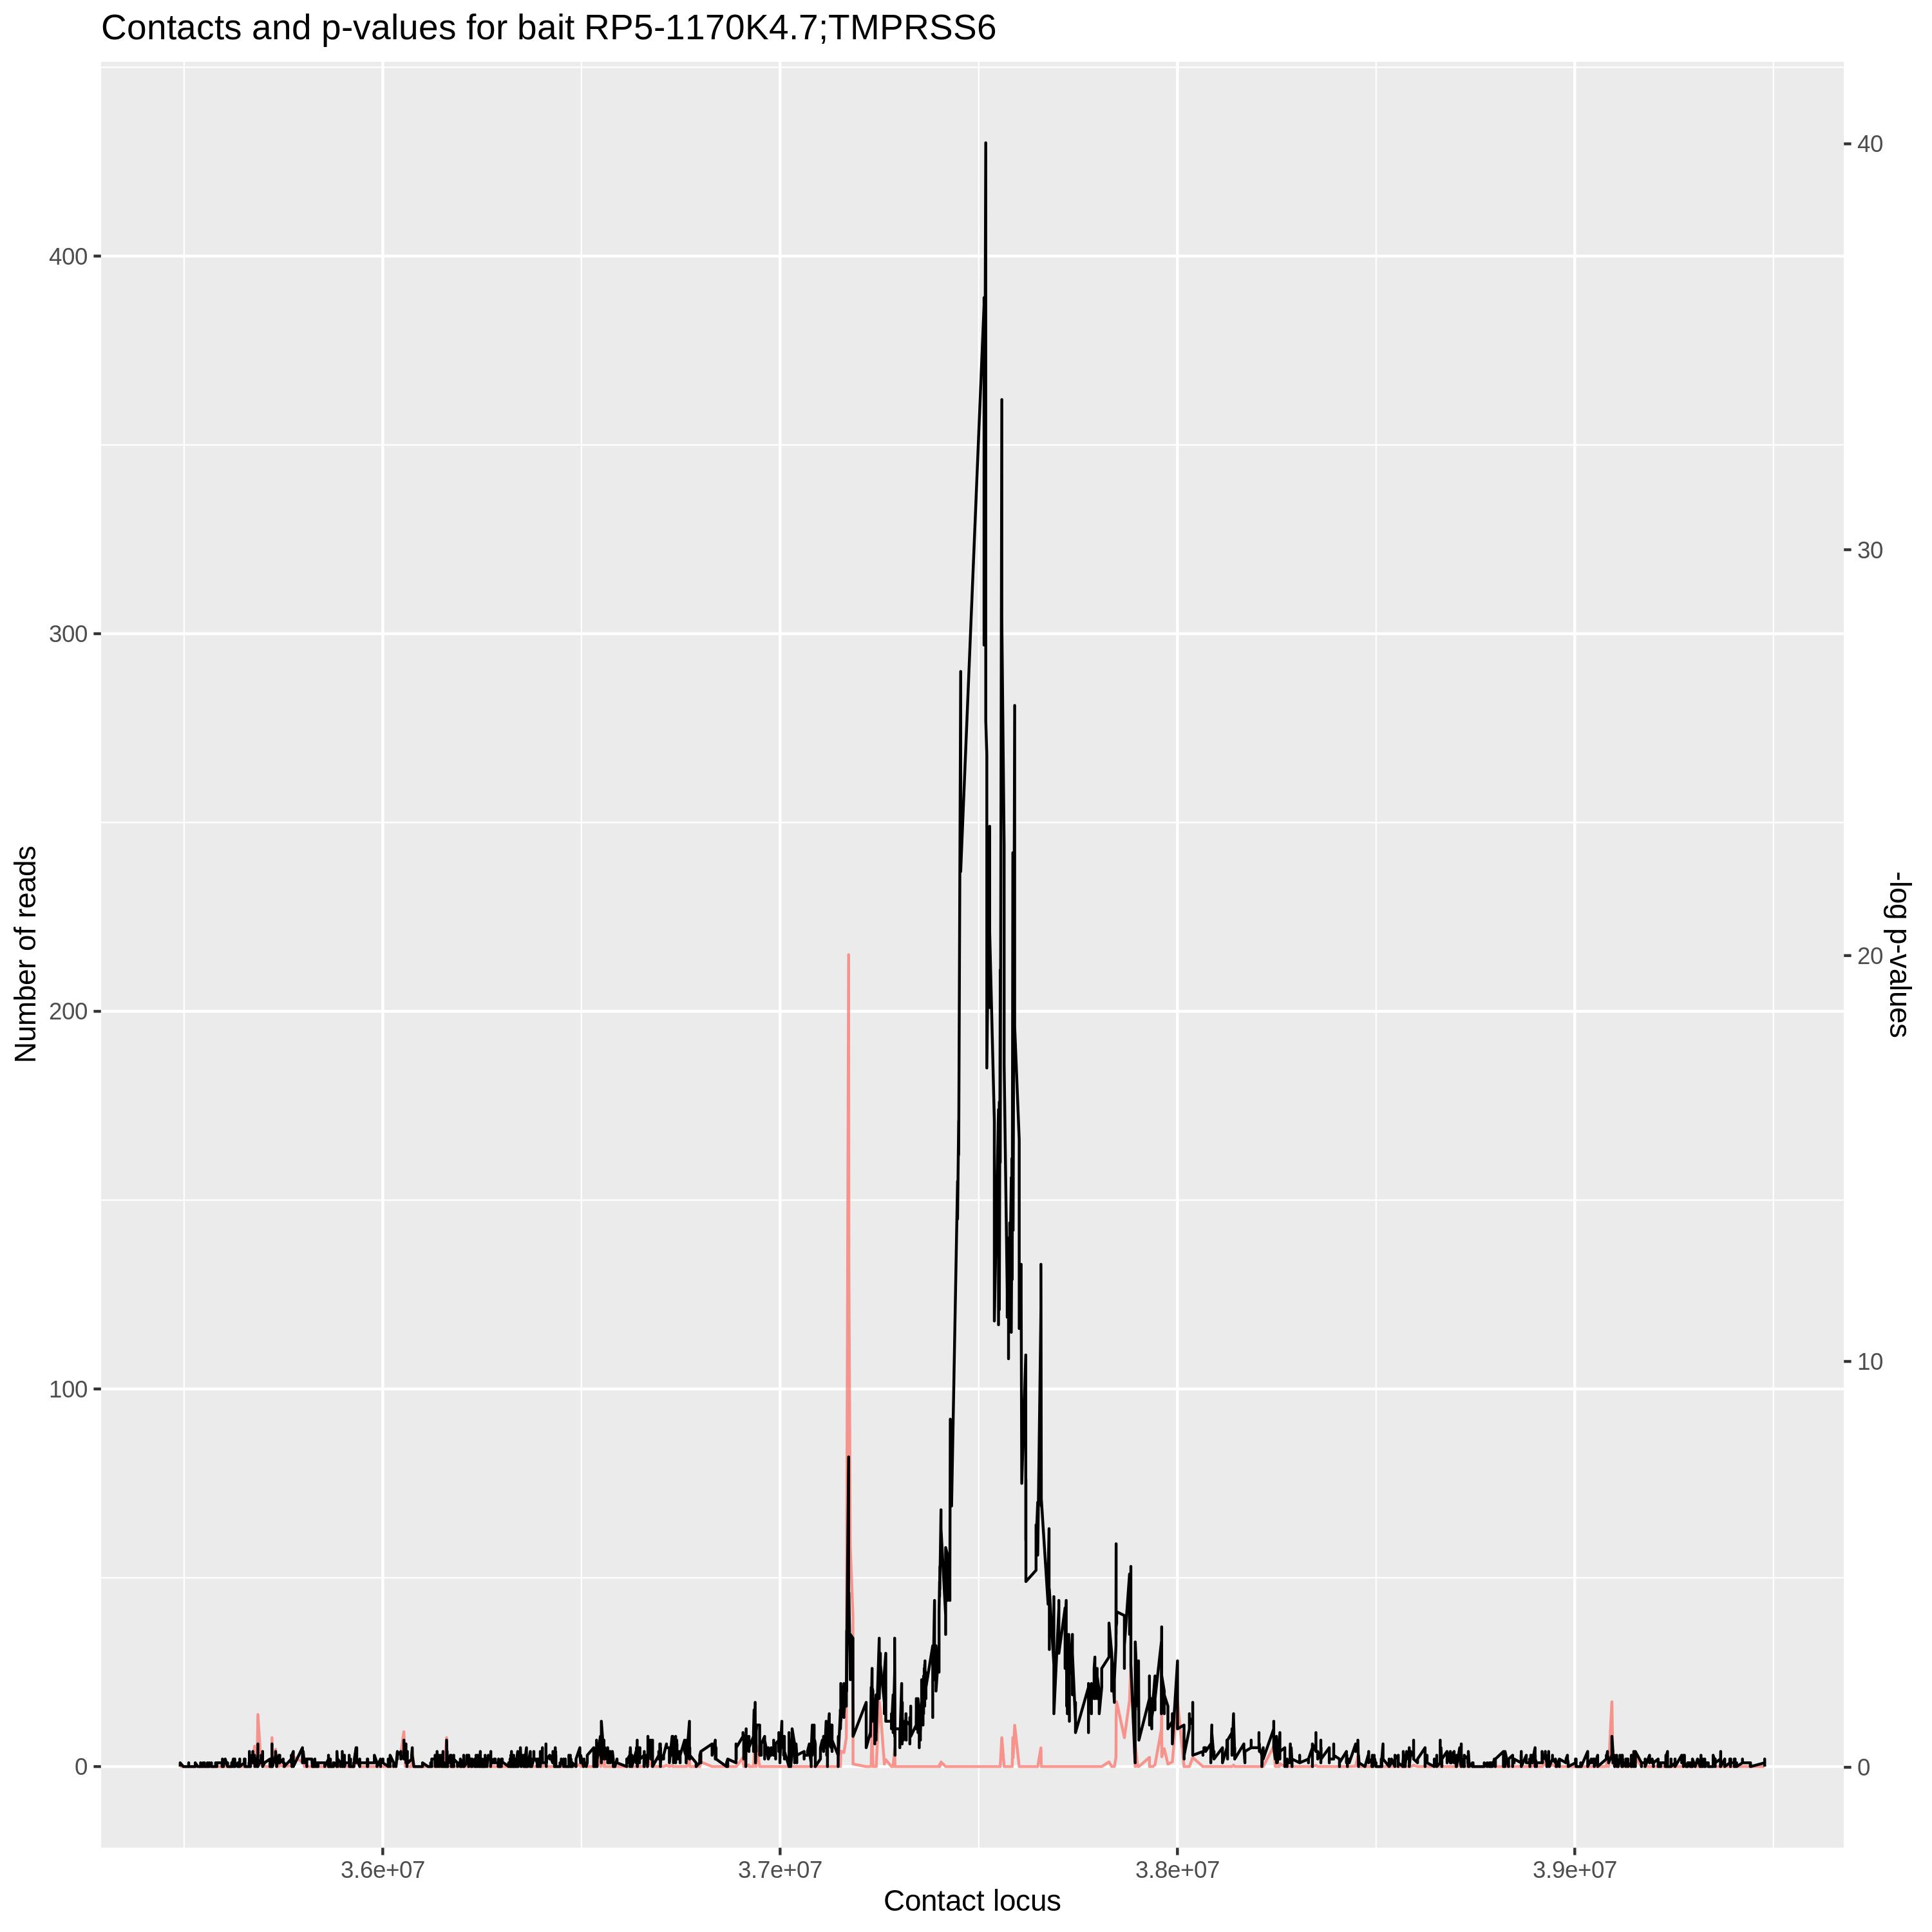 Contacts and p-values for bait RP5-1170K4.7;TMPRSS6
Number of reads
400
300
200
100
0
40
30
20
10
0
-log p-values
3.6e+07 3.7e+07 3.8e+07 3.9e+07
Contact locus